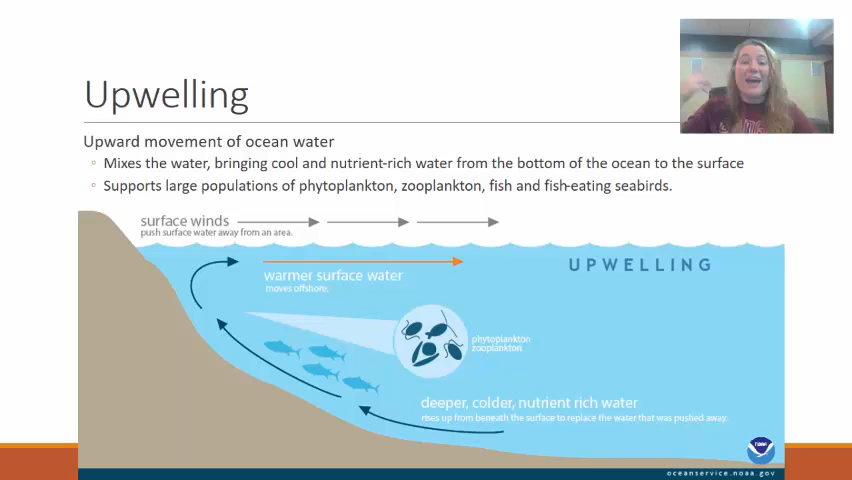 Upwelling
Upward movement of ocean water
Mixes the water, bringing cool and nutrient-rich water from the bottom of the ocean to the surface
Supports large populations of phytoplankton, zooplankton, fish and fish-eating seabirds.
surface winds
push surface water away from an area.
UPWELLING
warmer surface water
moves offshore.
phytoplankton
zooplankton
deeper, colder, nutrient rich water
rises up from beneath the surface to replace the water that was pushed away.
NOAA
oceanservice.noaa.gov